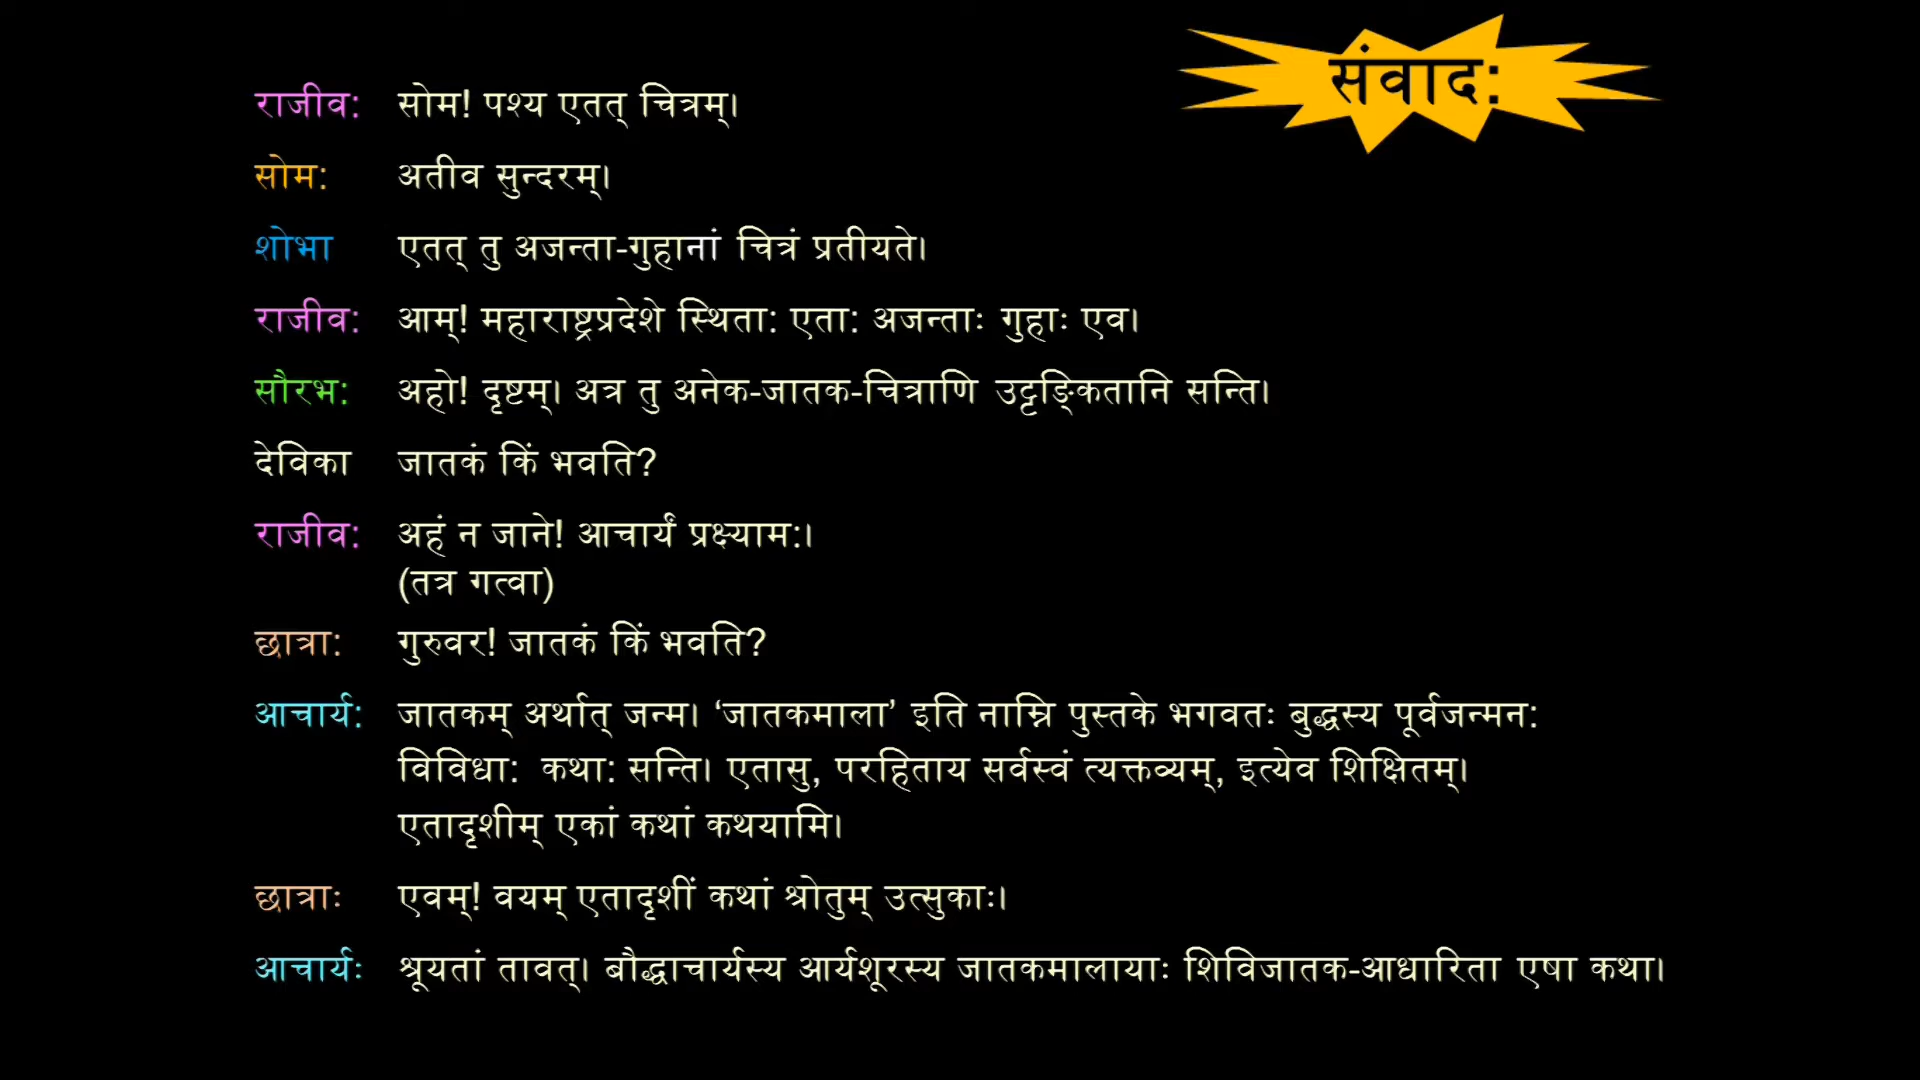 संवाद:
राजीव: सोम! पश्य एतत् चित्रम्।
सोम: अतीव सुन्दरम्।
शोभा एतत् तु अजन्ता-गुहानां चित्रं प्रतीयते।
राजीव: आम्! महाराष्ट्रप्रदेशे स्थिता: एता: अजन्ताः गुहाः एव।
सौरभ: अहो! दृष्टम्। अत्र तु अनेक-जातक-चित्राणि उट्टङ्कितानि सन्ति।
देविका जातकं किं भवति?
राजीव: अहं न जाने! आचार्यं प्रक्ष्याम:।
(तत्र गत्वा)
छात्रा: गुरुवर! जातकं किं भवति?
आचार्य: जातकम् अर्थात् जन्म। ‘जातकमाला’ इति नाम्नि पुस्तके भगवतः बुद्धस्य पूर्वजन्मन:
विविधा: कथा: सन्ति। एतासु, परहिताय सर्वस्वं त्यक्तव्यम्, इत्येव शिक्षितम्।
एतादृशीम् एकां कथां कथयामि।
छात्राः एवम्! वयम् एतादृशीं कथां श्रोतुम् उत्सुकाः।
आचार्यः श्रूयतां तावत्। बौद्धाचार्यस्य आर्यशूरस्य जातकमालायाः शिविजातक-आधारिता एषा कथा।